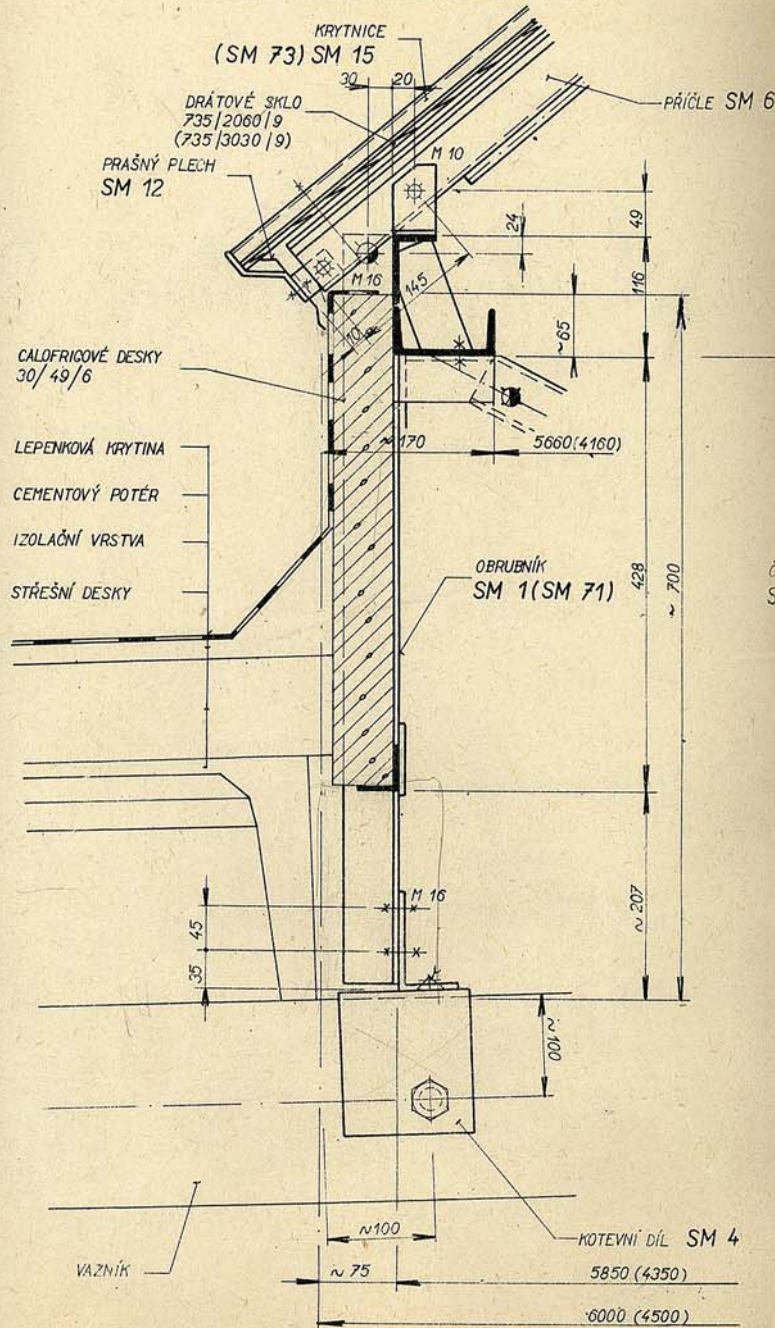 KRYTNICE
(SM 73) SM 15
30 20
DRÁTOVÉ SKLO
735/2060/9
(735/3030/9)
PŘÍČLE SM 6
PRAŠNÝ PLECH
SM 12
M 10
49
24
116
145
M 16
~65
10
CALOFRIGOVÉ DESKY
30/49/6
~170
5660(4160)
LEPENKOVÁ KRYTINA
CEMENTOVÝ POTĚR
IZOLAČNÍ VRSTVA
STŘEŠNÍ DESKY
OBRUBNÍK
SM 1 (SM 71)
428
~700
M 16
45
35
~207
~100
~100
KOTEVNÍ DÍL SM 4
VAZNÍK
~75
5850 (4350)
6000 (4500)